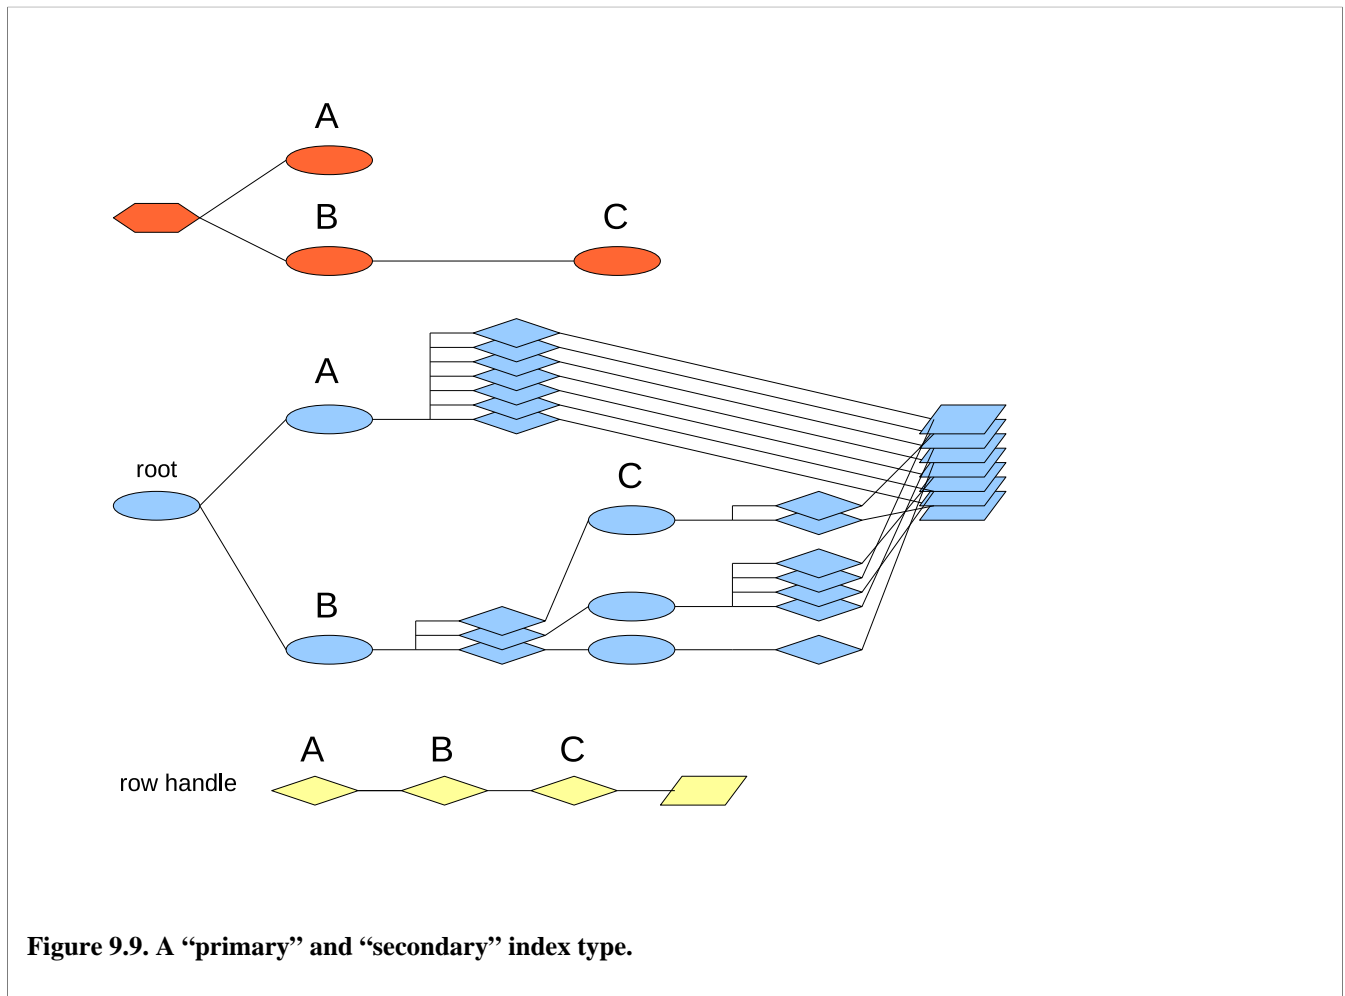 A
B
C
A
root
C
B
A
B
C
row handle
Figure 9.9. A “primary” and “secondary” index type.